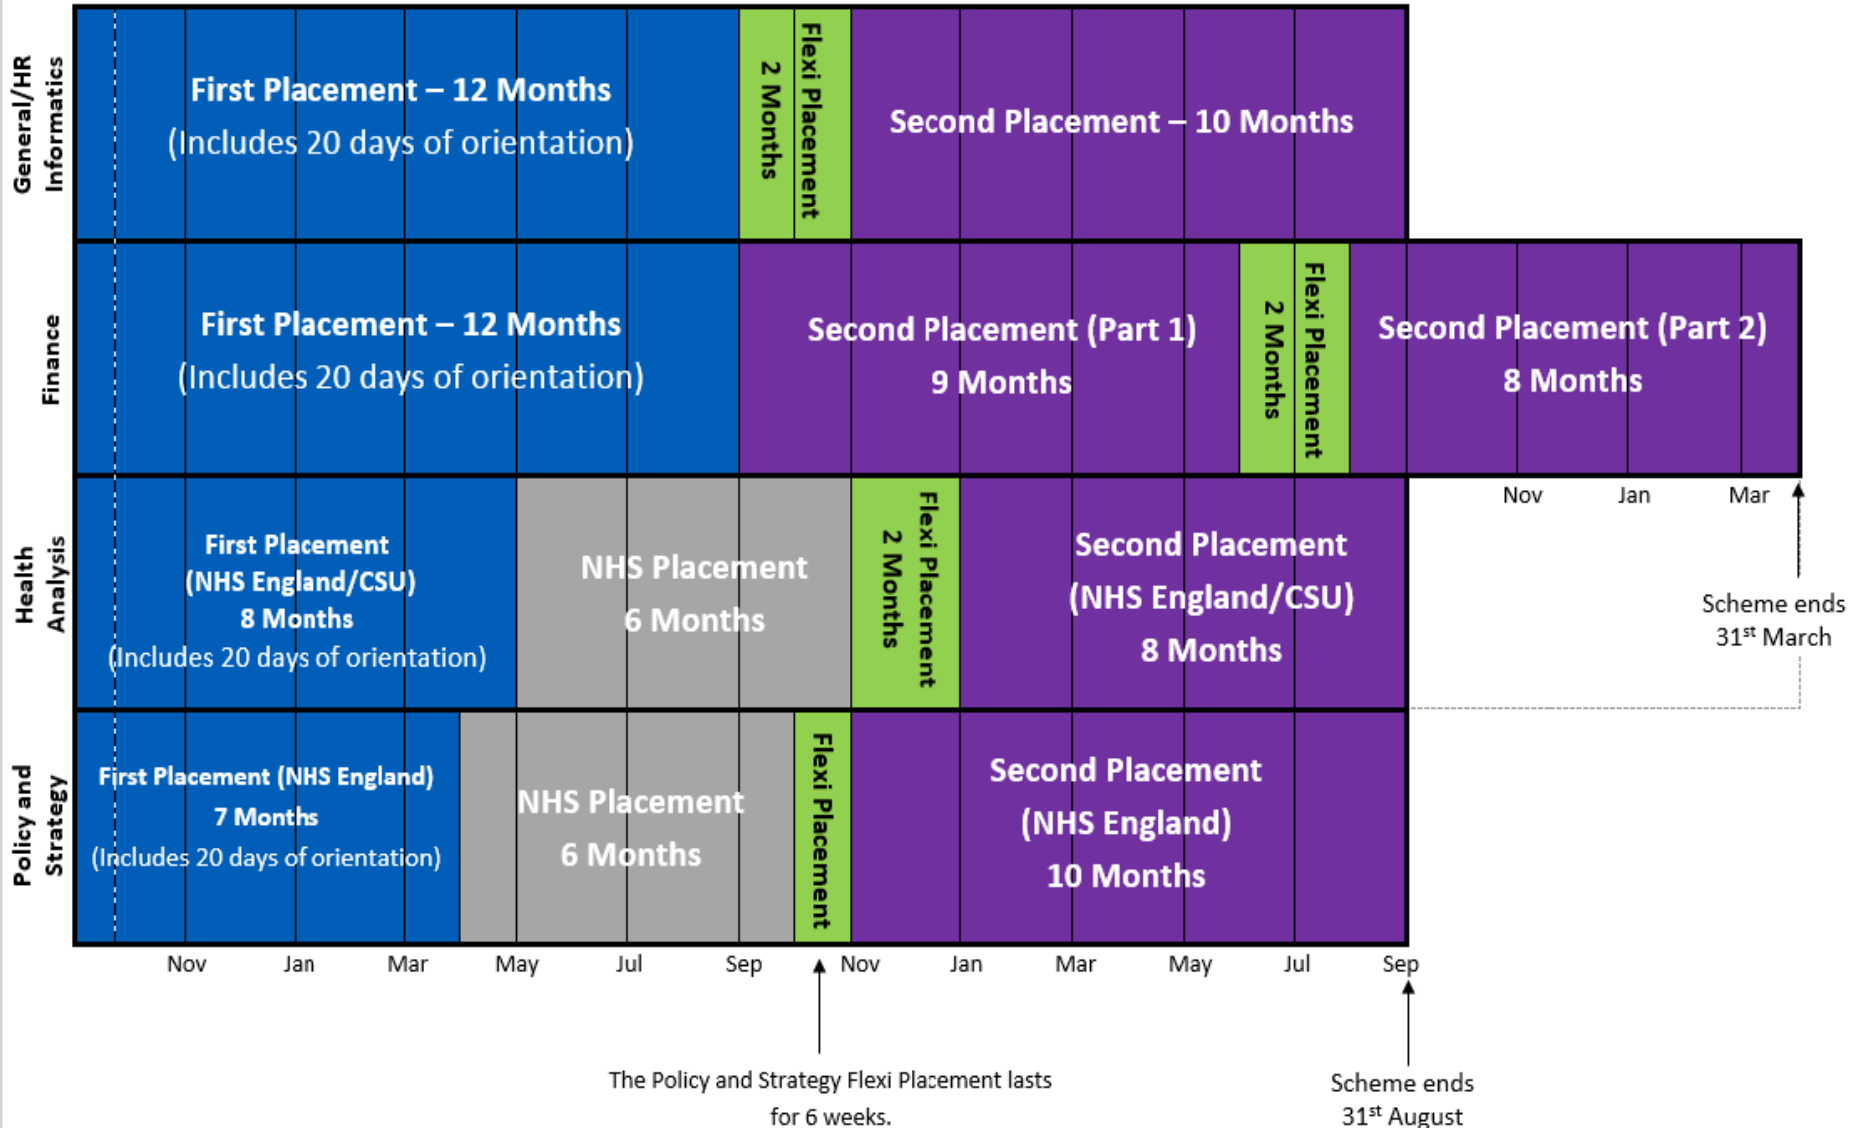 General/HR
Informatics
First Placement – 12 Months
(Includes 20 days of orientation)
2 Months
Flexi Placement
Second Placement – 10 Months
Finance
First Placement – 12 Months
(Includes 20 days of orientation)
Second Placement (Part 1)
9 Months
2 Months
Flexi Placement
Second Placement (Part 2)
8 Months
Nov
Jan
Mar
Scheme ends
31st March
Health
Analysis
First Placement
(NHS England/CSU)
8 Months
(Includes 20 days of orientation)
NHS Placement
6 Months
Flexi Placement
2 Months
Second Placement
(NHS England/CSU)
8 Months
Policy and
Strategy
First Placement (NHS England)
7 Months
(Includes 20 days of orientation)
NHS Placement
6 Months
Flexi Placement
Second Placement
(NHS England)
10 Months
Nov
Jan
Mar
May
Jul
Sep
Nov
Jan
Mar
May
Jul
Sep
The Policy and Strategy Flexi Placement lasts
for 6 weeks.
Scheme ends
31st August